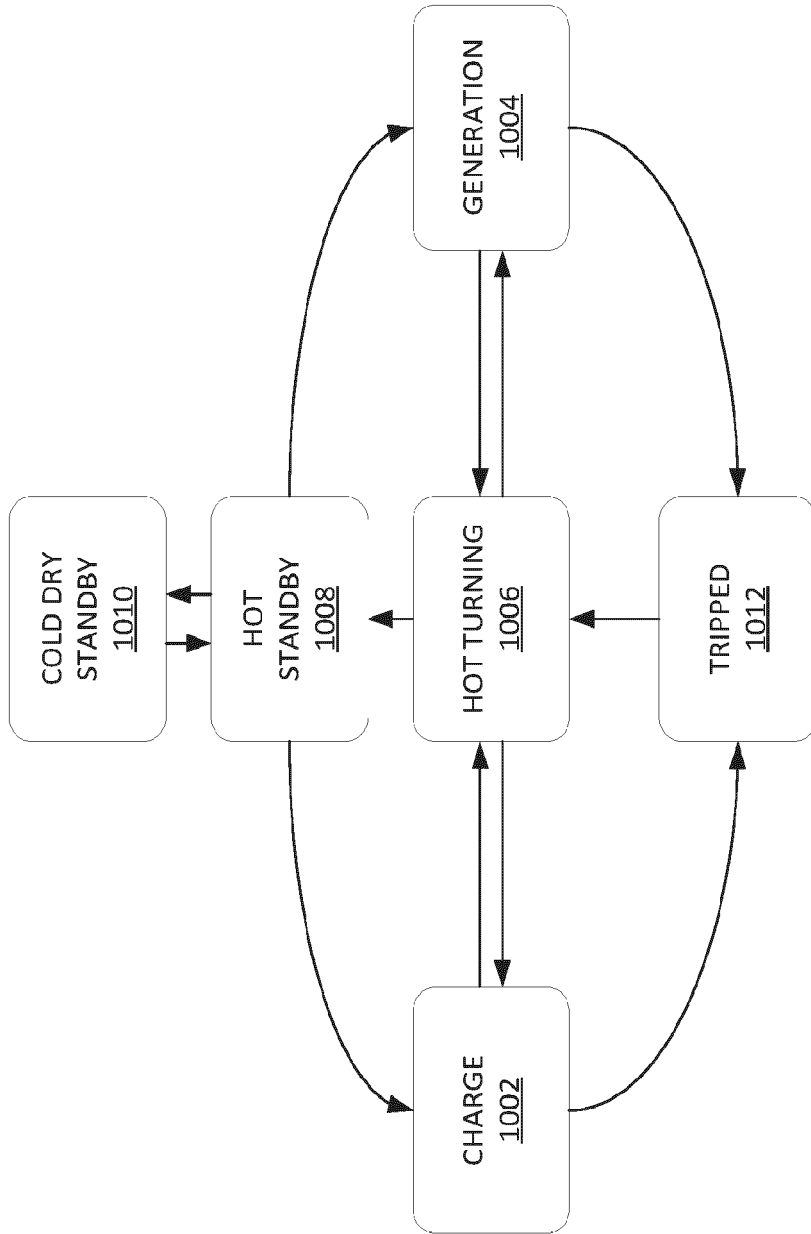 COLD DRY
STANDBY
1010
HOT
STANDBY
1008
CHARGE
1002
HOT TURNING
1006
GENERATION
1004
TRIPPED
1012